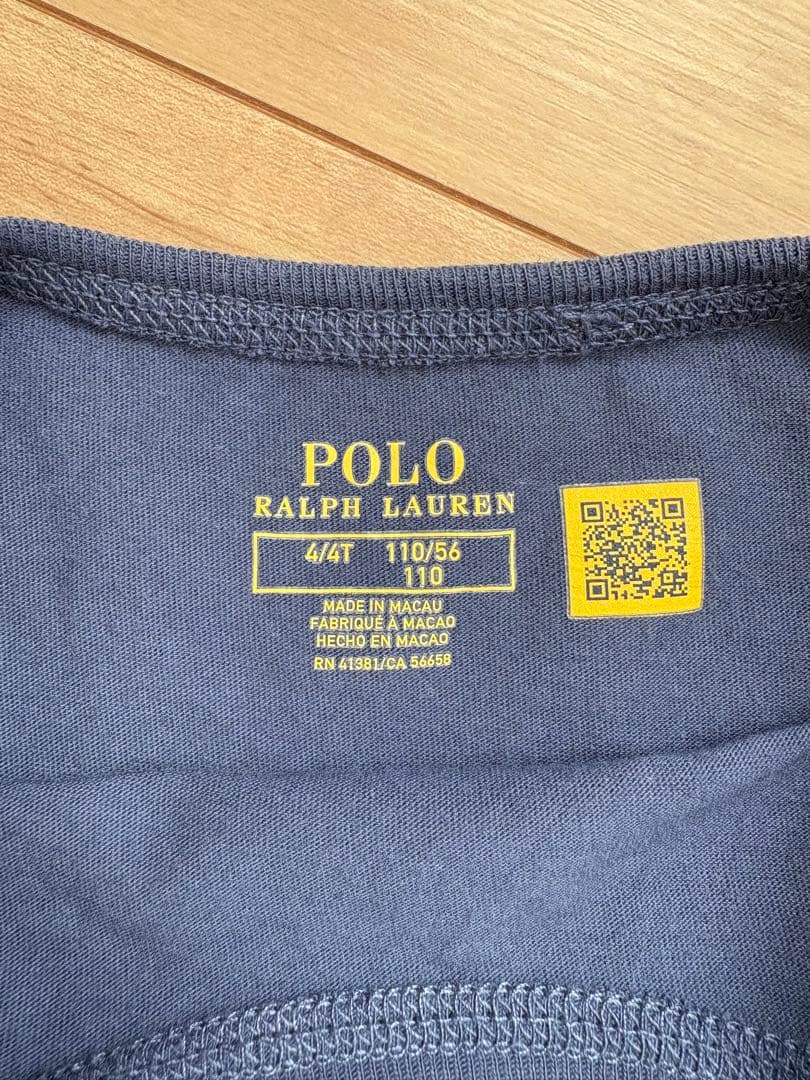 POLO
RALPH LAUREN
4/4T 110/56
110
MADE IN MACAU
FABRIQUÉ À MACAO
HECHO EN MACAO
RN 41381/CA 56658